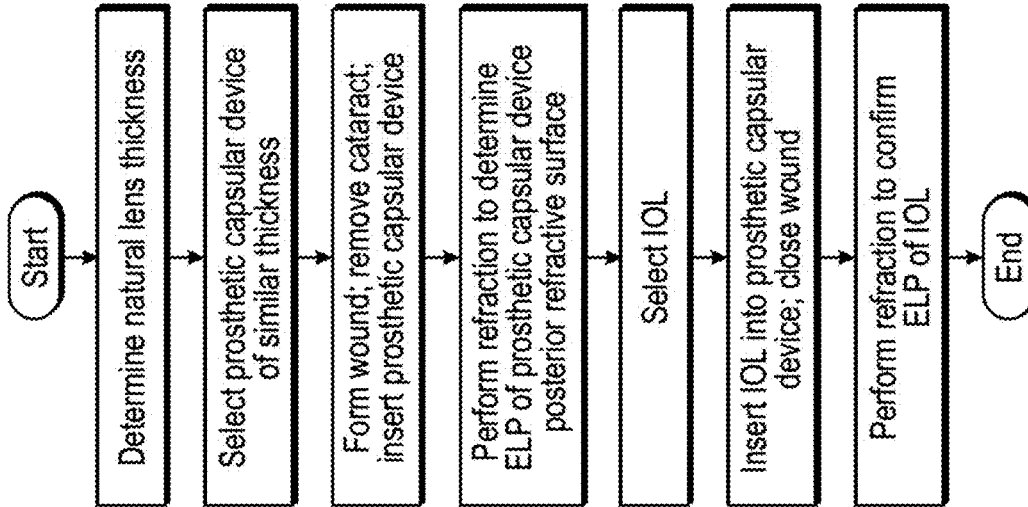 Start
Determine natural lens thickness
Select prosthetic capsular device
of similar thickness
Form wound; remove cataract;
insert prosthetic capsular device
Perform refraction to determine
ELP of prosthetic capsular device
posterior refractive surface
Select IOL
Insert IOL into prosthetic capsular
device; close wound
Perform refraction to confirm
ELP of IOL
End